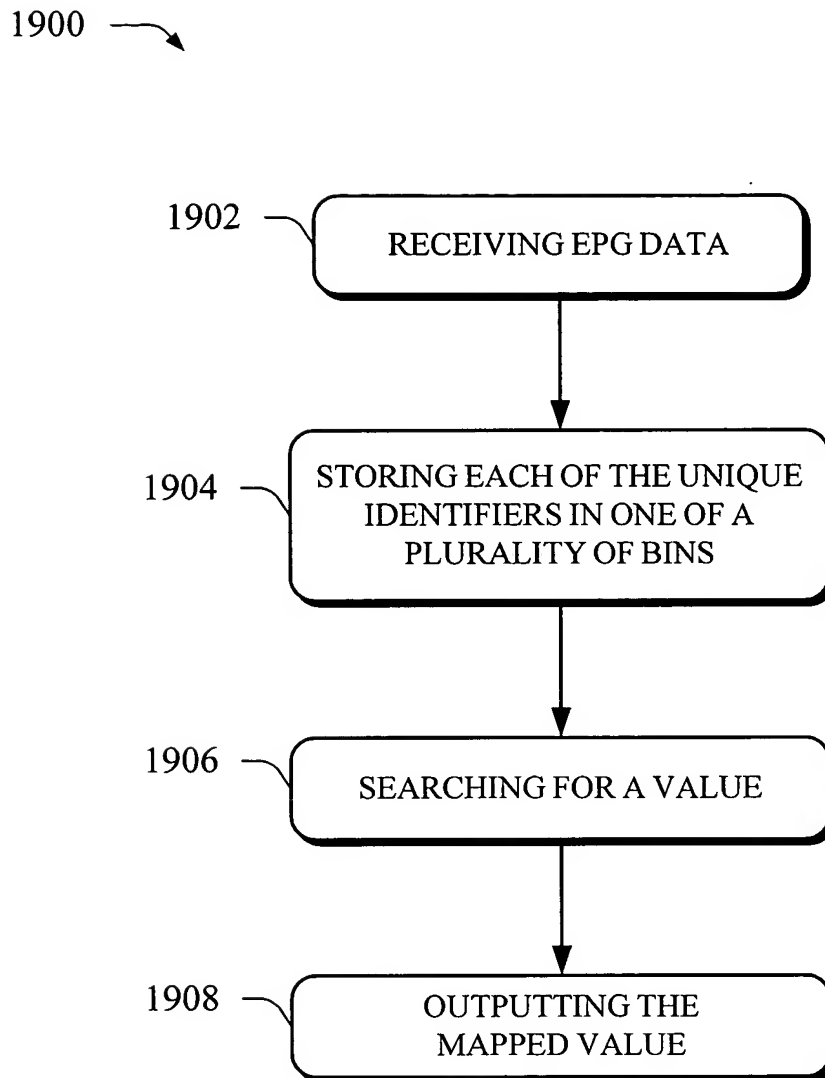 1900
1902
RECEIVING EPG DATA
1904
STORING EACH OF THE UNIQUE
IDENTIFIERS IN ONE OF A
PLURALITY OF BINS
1906
SEARCHING FOR A VALUE
1908
OUTPUTTING THE
MAPPED VALUE